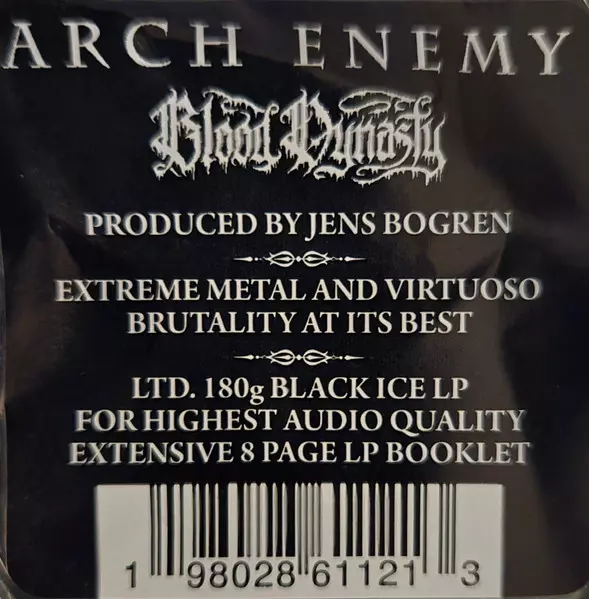 ARCH ENEMY
Blood Dynasty
PRODUCED BY JENS BOGREN
EXTREME METAL AND VIRTUOSO
BRUTALITY AT ITS BEST
LTD. 180g BLACK ICE LP
FOR HIGHEST AUDIO QUALITY
EXTENSIVE 8 PAGE LP BOOKLET
1 98028 61121 3